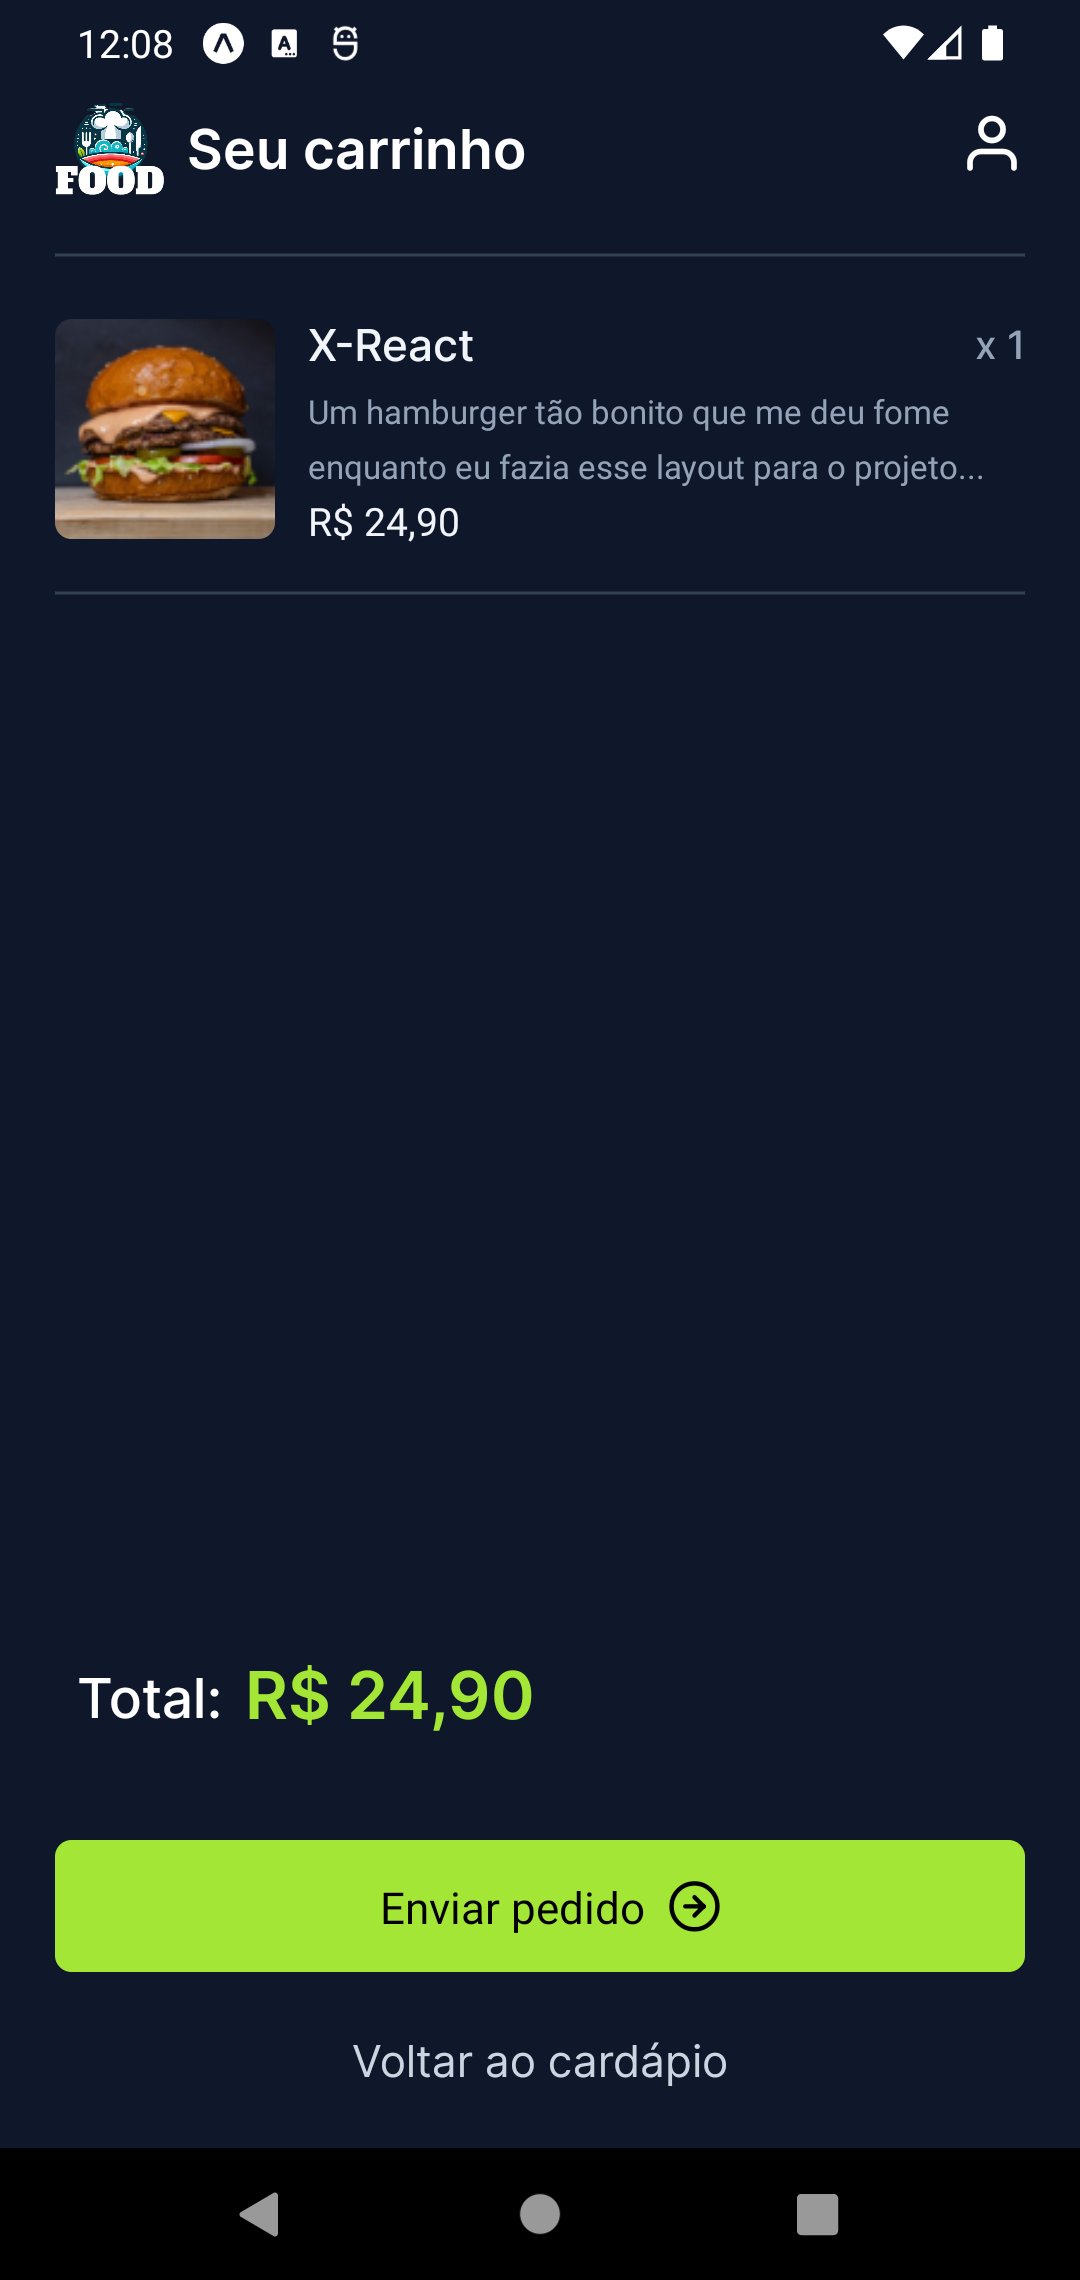 12:08
FOOD
Seu carrinho
X-React
x 1
Um hamburger tão bonito que me deu fome
enquanto eu fazia esse layout para o projeto...
R$ 24,90
Total: R$ 24,90
Enviar pedido
Voltar ao cardápio